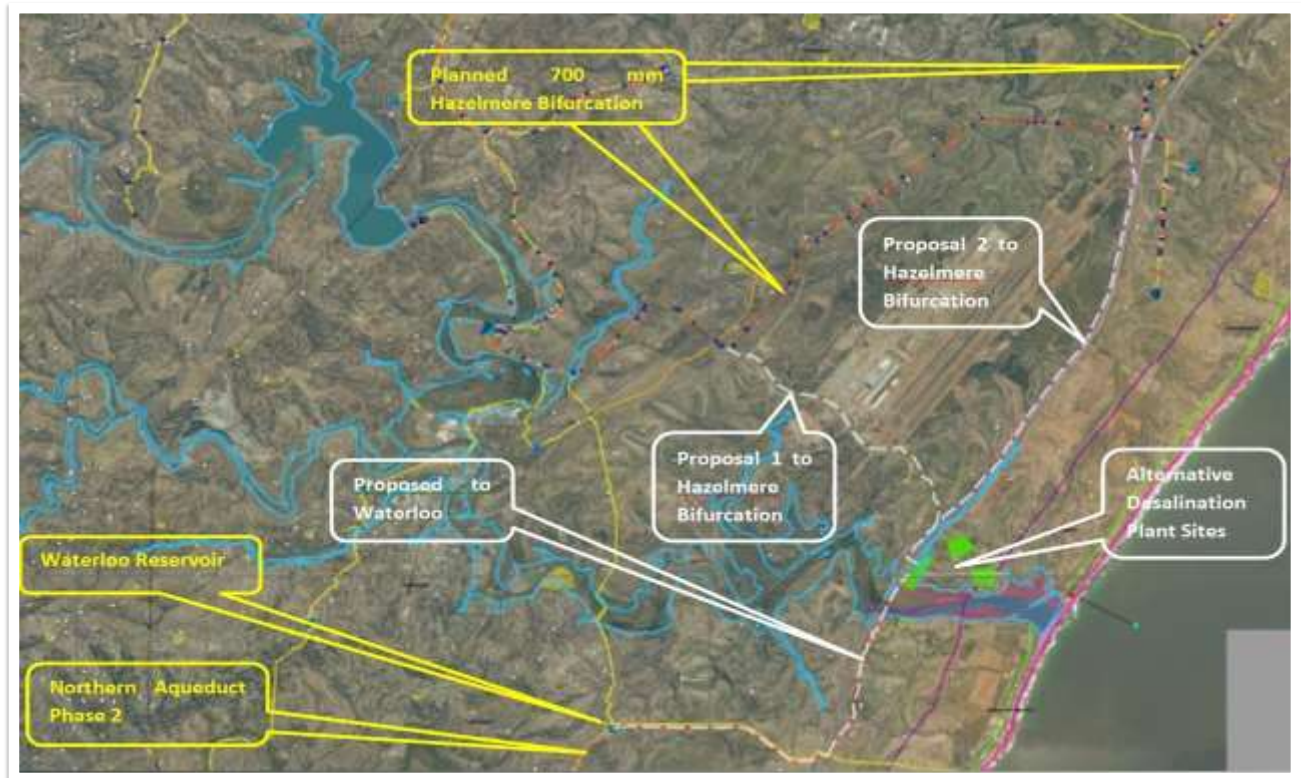 Planned 700 mm
Hazelmere Bifurcation
Proposal 2 to
Hazelmere
Bifurcation
Proposal 1 to
Hazelmere
Bifurcation
Alternative
Desalination
Plant Sites
Proposed to
Waterloo
Waterloo Reservoir
Northern Aqueduct
Phase 2